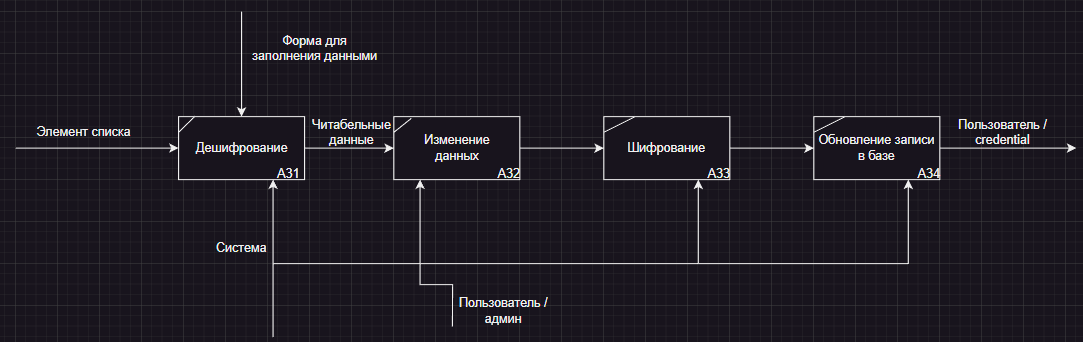 Форма для
заполнения данными
Элемент списка
Дешифрование
A31
Читабельные
данные
Изменение
данных
A32
Шифрование
A33
Обновление записи
в базе
A34
Пользователь /
credential
Система
Пользователь /
админ